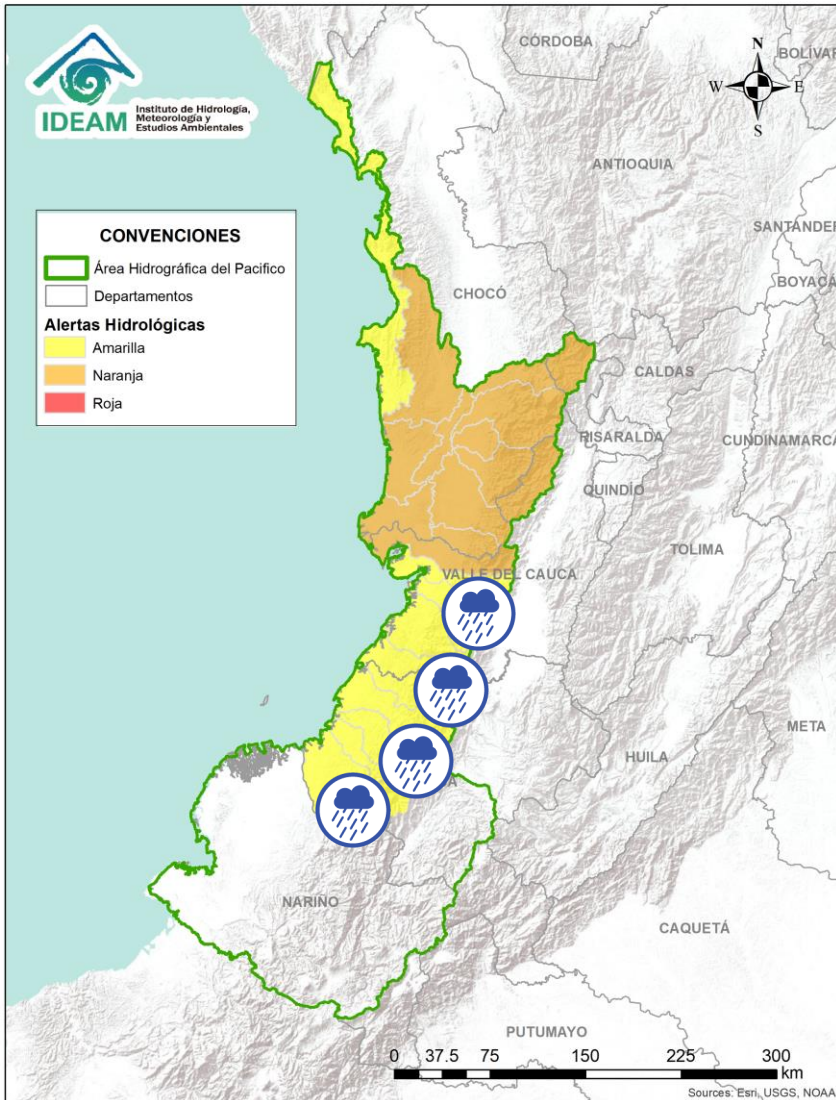 IDEAM
Instituto de Hidrología,
Meteorología y
Estudios Ambientales
CÓRDOBA
BOLÍVAR
N
W
E
S
ANTIOQUIA
CONVENCIONES
Área Hidrográfica del Pacifico
Departamentos
Alertas Hidrológicas
Amarilla
Naranja
Roja
SANTANDER
BOYACÁ
CHOCÓ
CALDAS
RISARALDA
CUNDINAMARCA
QUINDÍO
TOLIMA
VALLE DEL CAUCA
META
HUILA
A
NARIÑO
CAQUETÁ
PUTUMAYO
0 37.5 75 150 225 300
km
Sources: Esri, USGS, NOAA